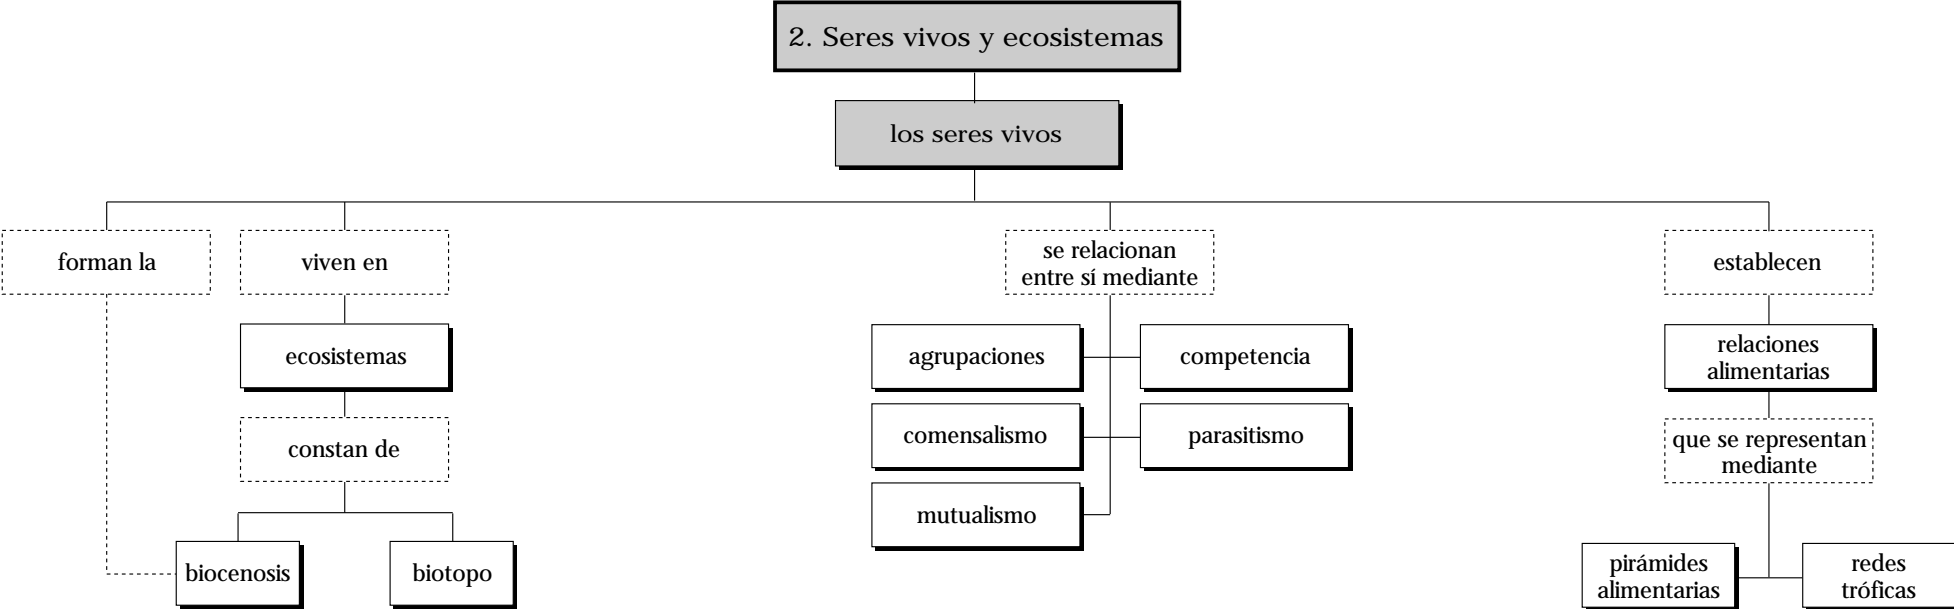 2. Seres vivos y ecosistemas
los seres vivos
forman la
viven en
se relacionan
entre sí mediante
establecen
ecosistemas
agrupaciones
competencia
relaciones
alimentarias
constan de
comensalismo
parasitismo
que se representan
mediante
mutualismo
biocenosis
biotopo
pirámides
alimentarias
redes
tróficas